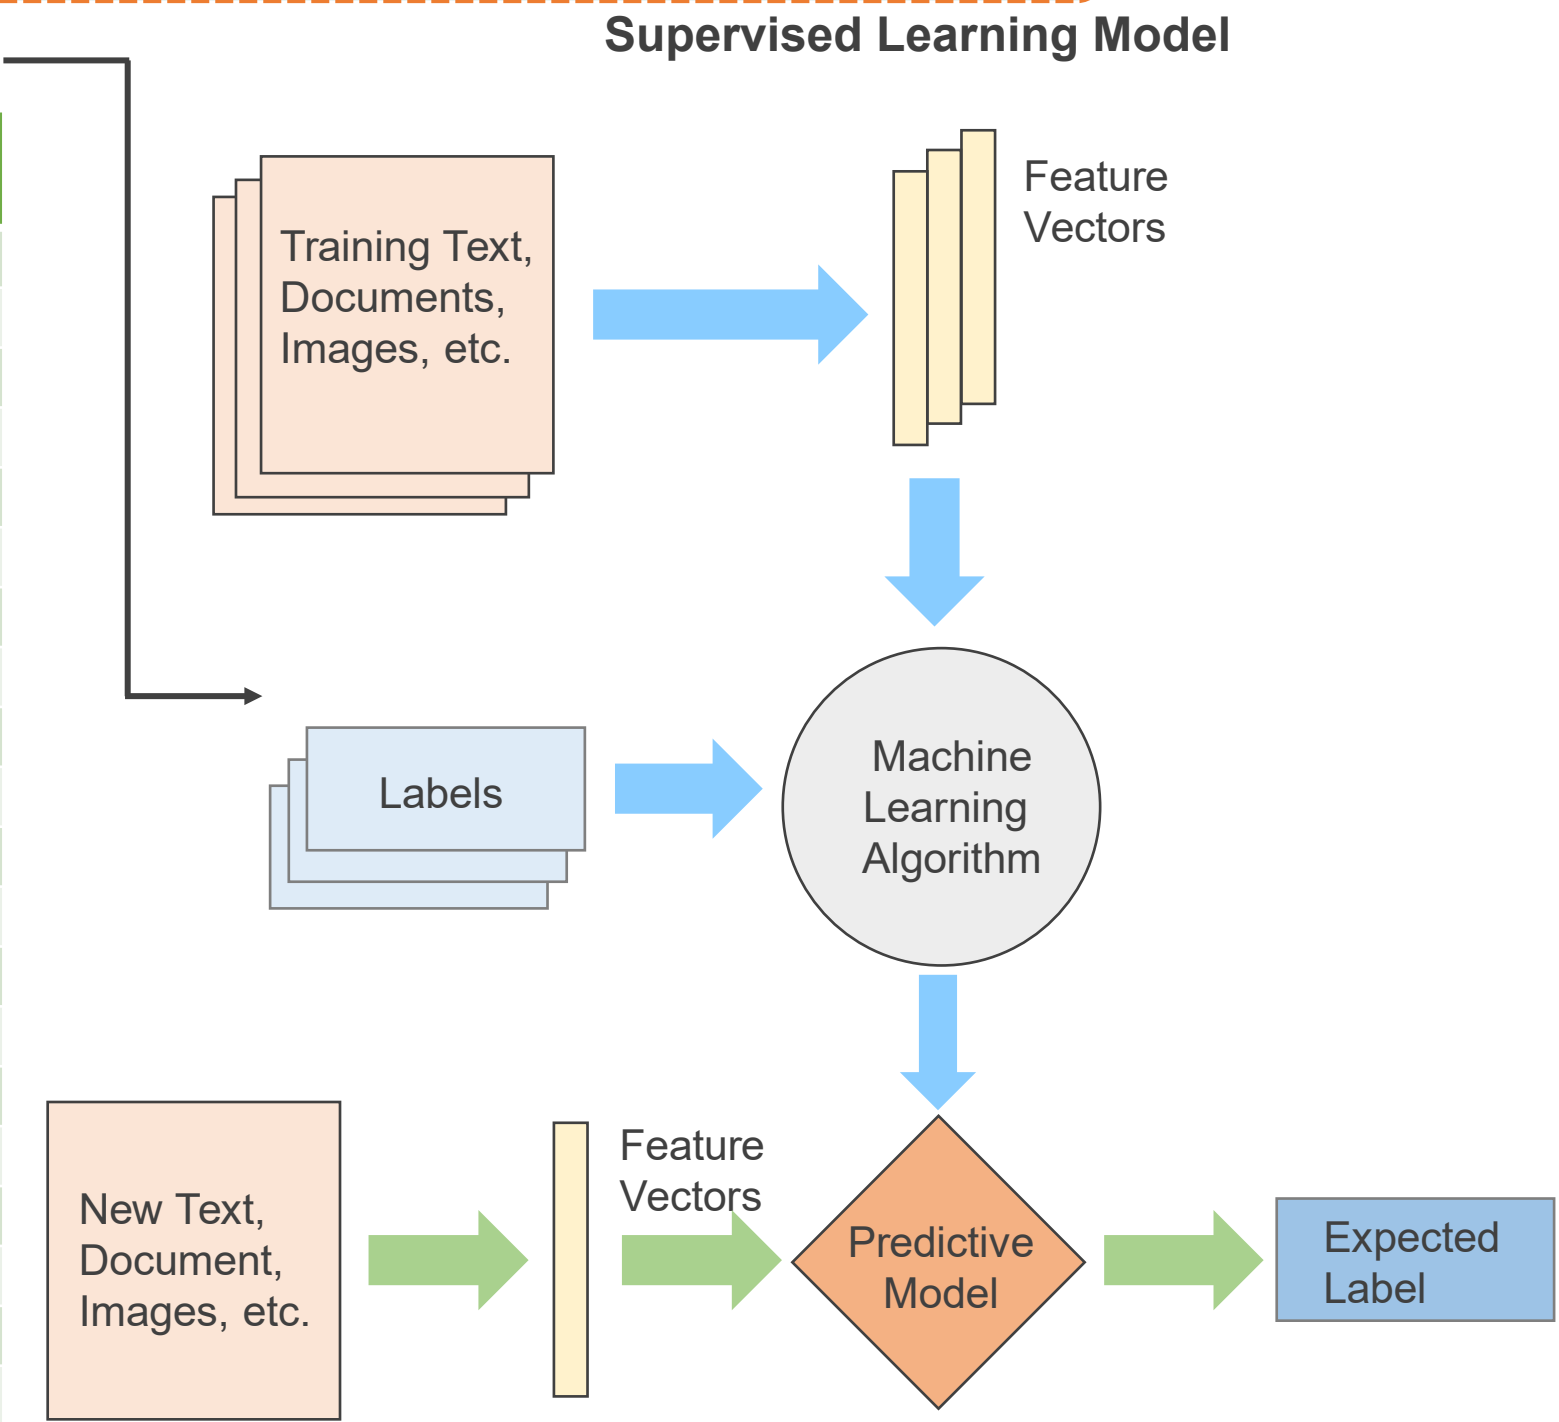 Supervised Learning Model
Training Text,
Documents,
Images, etc.
Feature
Vectors
Labels
Machine
Learning
Algorithm
New Text,
Document,
Images, etc.
Feature
Vectors
Predictive
Model
Expected
Label